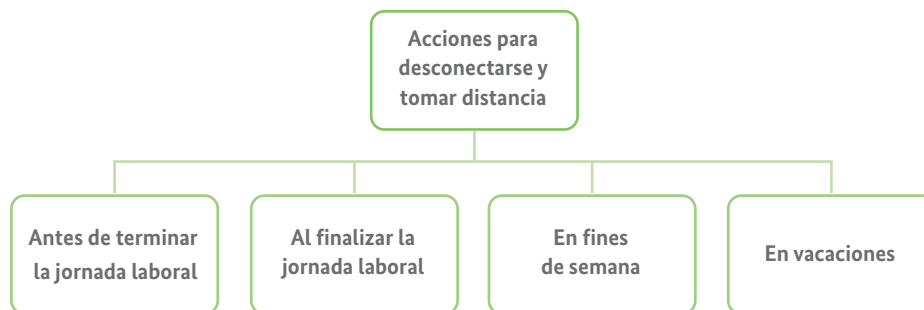 Acciones para
desconectarse y
tomar distancia
Antes de terminar
la jornada laboral
Al finalizar la
jornada laboral
En fines
de semana
En vacaciones